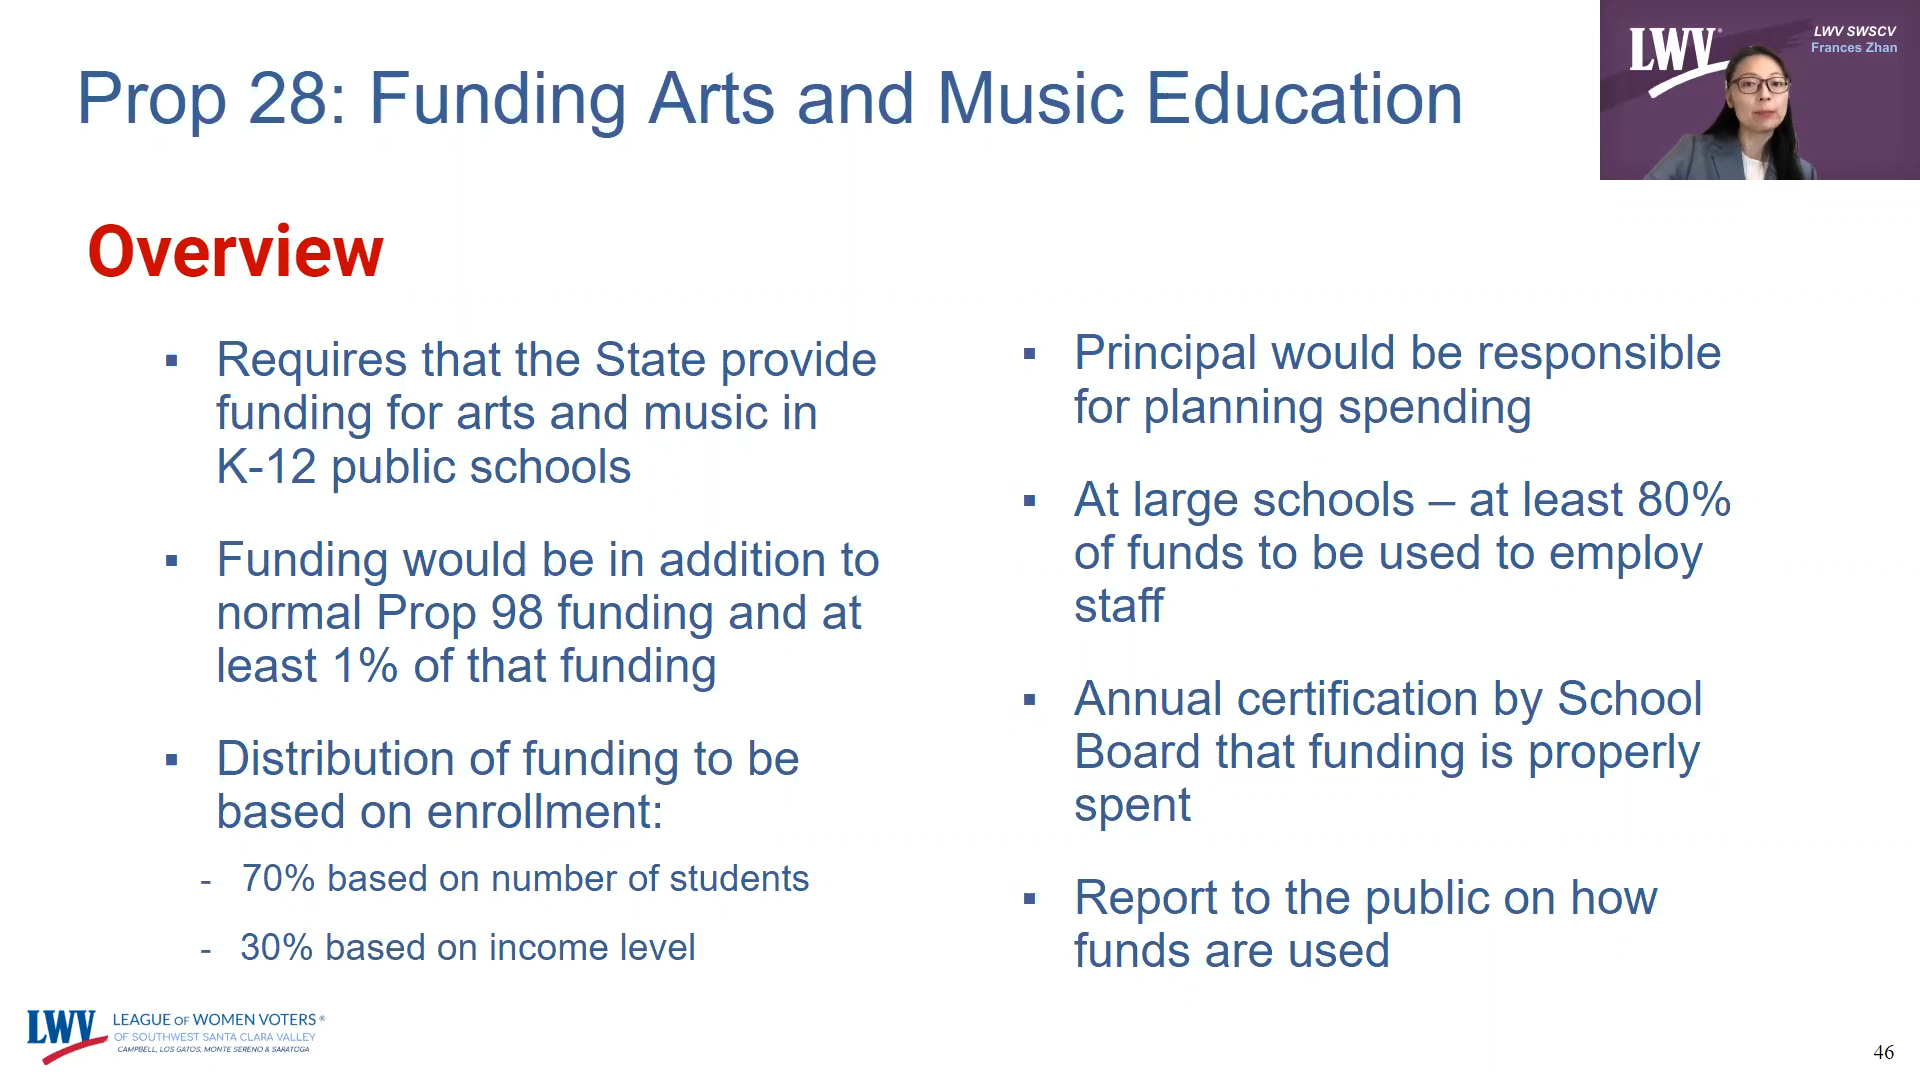 Prop 28: Funding Arts and Music Education
LWV®
LWV SWSCV
Frances Zhan
Overview
▪ Requires that the State provide
funding for arts and music in
K-12 public schools
▪ Funding would be in addition to
normal Prop 98 funding and at
least 1% of that funding
▪ Distribution of funding to be
based on enrollment:
- 70% based on number of students
- 30% based on income level
▪ Principal would be responsible
for planning spending
▪ At large schools – at least 80%
of funds to be used to employ
staff
▪ Annual certification by School
Board that funding is properly
spent
▪ Report to the public on how
funds are used
LWV
LEAGUE OF WOMEN VOTERS®
OF SOUTHWEST SANTA CLARA VALLEY
CAMPBELL, LOS GATOS, MONTE SERENO & SARATOGA
46